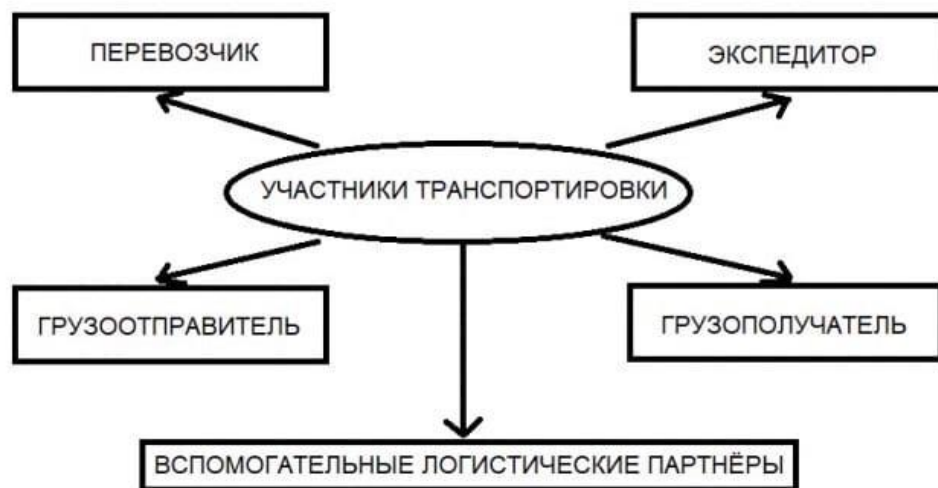 ПЕРЕВОЗЧИК
ЭКСПЕДИТОР
УЧАСТНИКИ ТРАНСПОРТИРОВКИ
ГРУЗООТПРАВИТЕЛЬ
ГРУЗОПОЛУЧАТЕЛЬ
ВСПОМОГАТЕЛЬНЫЕ ЛОГИСТИЧЕСКИЕ ПАРТНЁРЫ